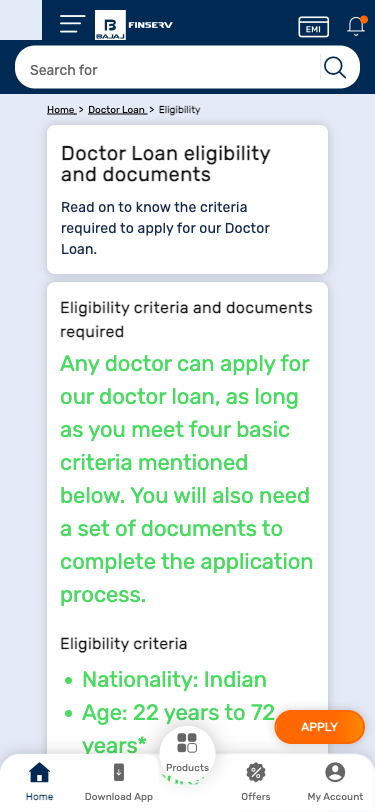 BAJAJ
FINSERV
EMI
Search for
Home > Doctor Loan > Eligibility
Doctor Loan eligibility
and documents
Read on to know the criteria
required to apply for our Doctor
Loan.
Eligibility criteria and documents
required
Any doctor can apply for
our doctor loan, as long
as you meet four basic
criteria mentioned
below. You will also need
a set of documents to
complete the application
process.
Eligibility criteria
• Nationality: Indian
• Age: 22 years to 72
years*
APPLY
Home
Download App
Products
Offers
My Account